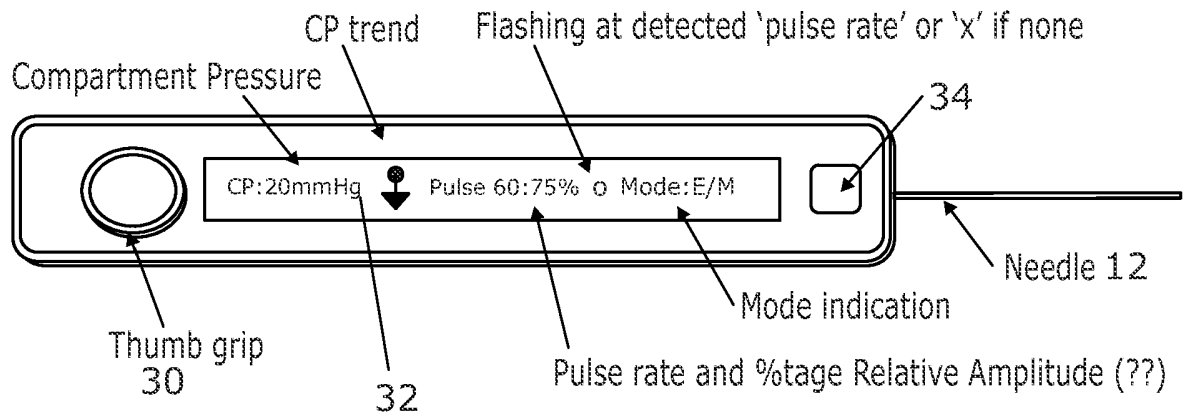 CP trend
Flashing at detected ‘pulse rate’ or ‘x’ if none
Compartment Pressure
34
CP:20mmHg
Pulse 60:75% o Mode:E/M
Needle 12
Mode indication
Thumb grip
30
32
Pulse rate and %tage Relative Amplitude (??)